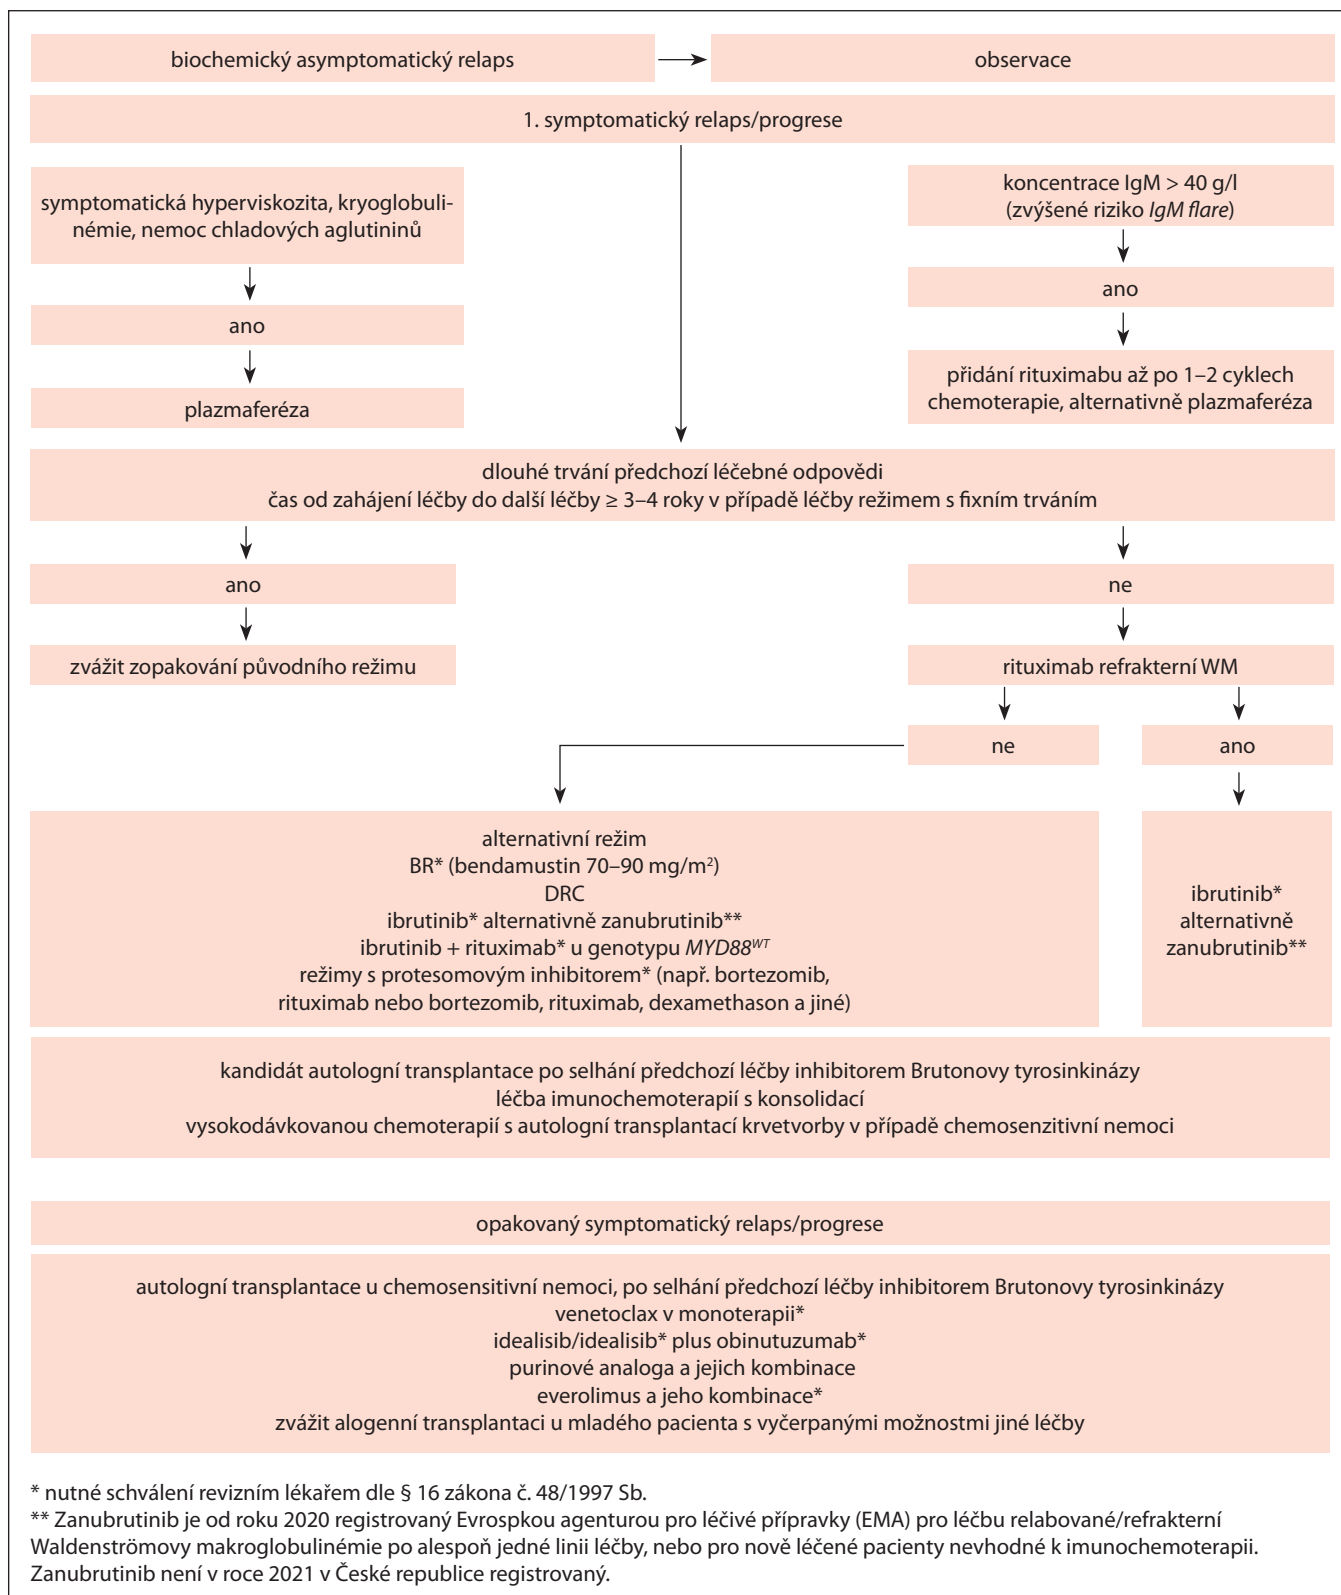 biochemický asymptomatický relaps
observace
1. symptomatický relaps/progrese
symptomatická hyperviskozita, kryoglobuli-
némie, nemoc chladových aglutininů
ano
plazmaferéza
koncentrace IgM > 40 g/l
(zvýšené riziko IgM flare)
ano
přidání rituximabu až po 1–2 cyklech
chemoterapie, alternativně plazmaferéza
dlouhé trvání předchozí léčebné odpovědi
čas od zahájení léčby do další léčby ≥ 3–4 roky v případě léčby režimem s fixním trváním
ano
zvážit zopakování původního režimu
ne
rituximab refrakterní WM
ne
ano
alternativní režim
BR* (bendamustin 70–90 mg/m²)
DRC
ibrutinib* alternativně zanubrutinib**
ibrutinib + rituximab* u genotypu MYD88ᵂᵀ
režimy s protesomovým inhibitorem* (např. bortezomib,
rituximab nebo bortezomib, rituximab, dexamethason a jiné)
ibrutinib*
alternativně
zanubrutinib**
kandidát autologní transplantace po selhání předchozí léčby inhibitorem Brutonovy tyrosinkinázy
léčba imunochemoterapií s konsolidací
vysokodávkovanou chemoterapií s autologní transplantací krvetvorby v případě chemosenzitivní nemoci
opakovaný symptomatický relaps/progrese
autologní transplantace u chemosensitivní nemoci, po selhání předchozí léčby inhibitorem Brutonovy tyrosinkinázy
venetoclax v monoterapii*
idealisib/idealisib* plus obinutuzumab*
purinové analoga a jejich kombinace
everolimus a jeho kombinace*
zvážit alogenní transplantaci u mladého pacienta s vyčerpanými možnostmi jiné léčby
* nutné schválení revizním lékařem dle § 16 zákona č. 48/1997 Sb.
** Zanubrutinib je od roku 2020 registrovaný Evrospkou agenturou pro léčivé přípravky (EMA) pro léčbu relabované/refrakterní
Waldenströmovy makroglobulinémie po alespoň jedné linii léčby, nebo pro nově léčené pacienty nevhodné k imunochemoterapii.
Zanubrutinib není v roce 2021 v České republice registrovaný.